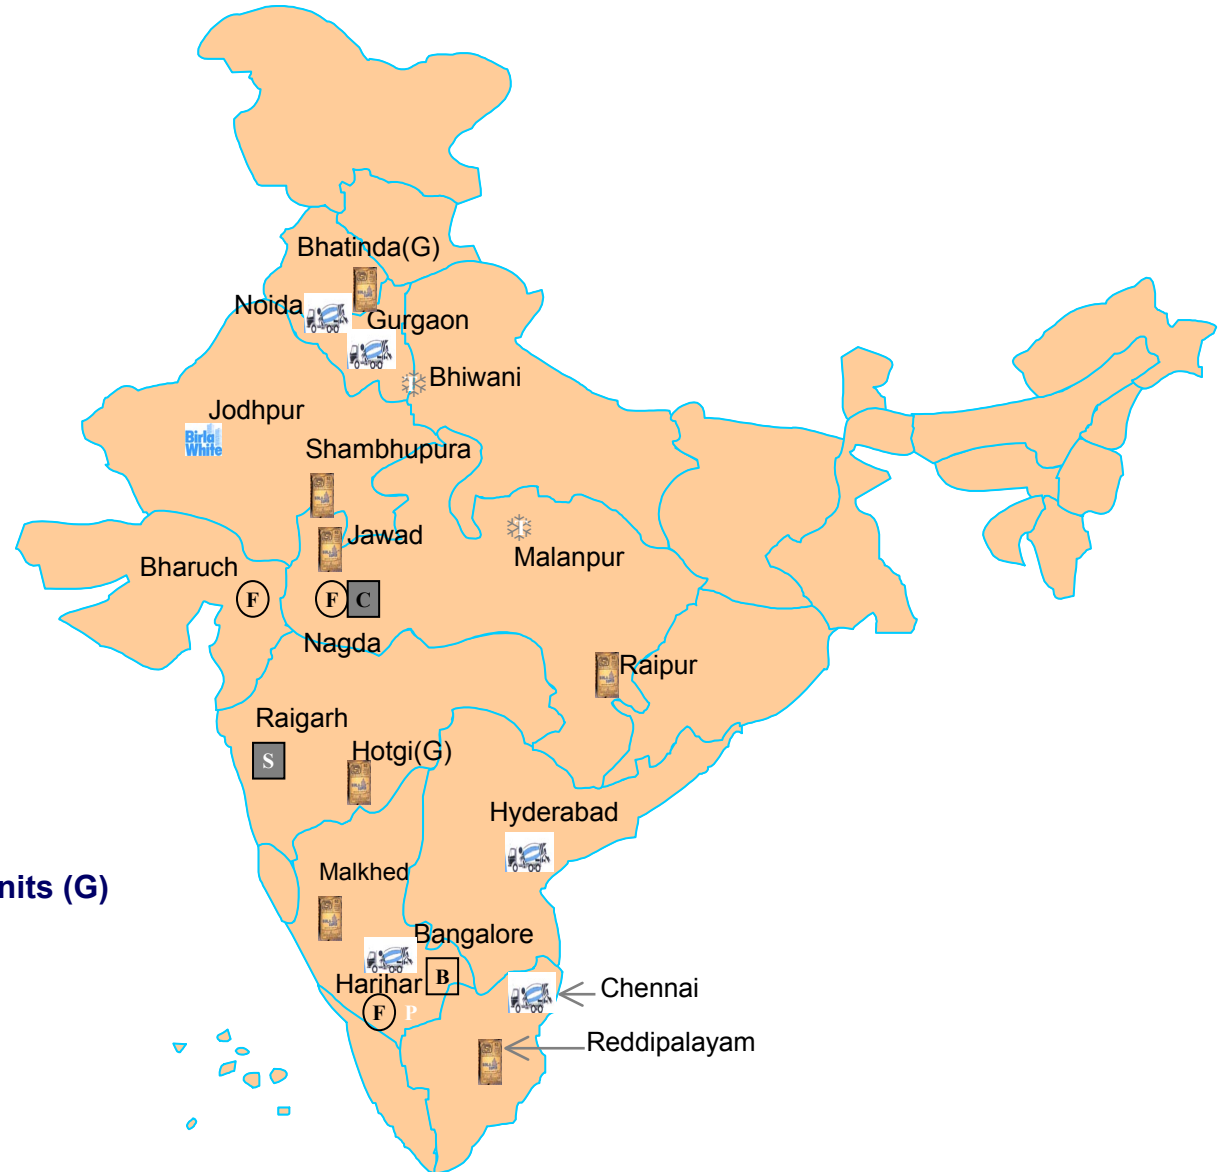 Bhatinda(G)
Noida
Gurgaon
Bhiwani
Jodhpur
Birla
White
Shambhupura
Jawad
Malanpur
Bharuch
F
F C
Nagda
Raipur
Raigarh
S
Hotgi(G)
Hyderabad
Malkhed
nits (G)
Bangalore
B
Harihar
F P
Chennai
Reddipalayam